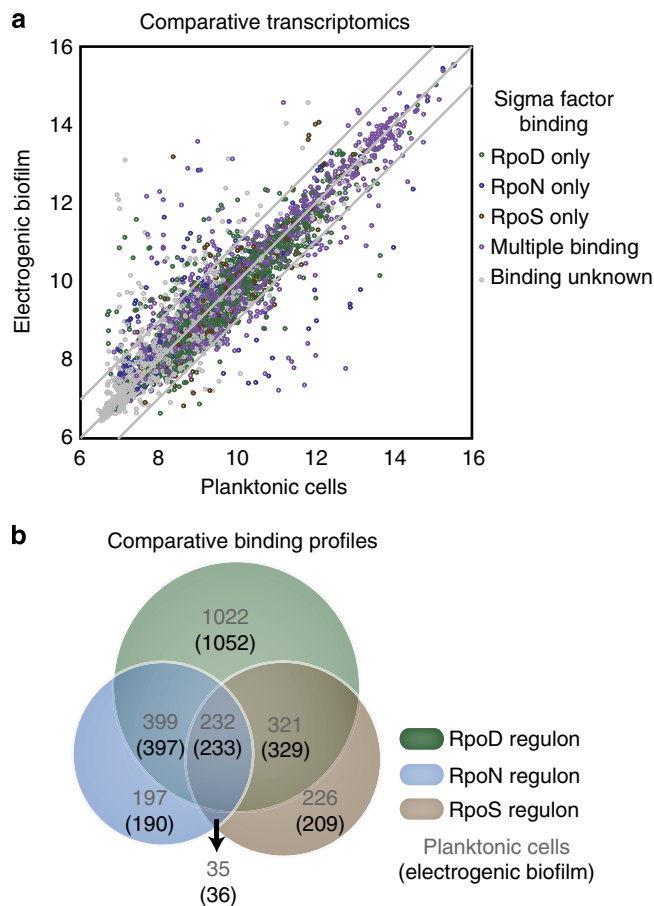 a
Comparative transcriptomics
16
14
12
10
8
6
Electrogenic biofilm
6 8 10 12 14 16
Planktonic cells
Sigma factor
binding
RpoD only
RpoN only
RpoS only
Multiple binding
Binding unknown
b
Comparative binding profiles
1022
(1052)
399 232 321
(397) (233) (329)
197 226
(190) (209)
35
(36)
RpoD regulon
RpoN regulon
RpoS regulon
Planktonic cells
(electrogenic biofilm)